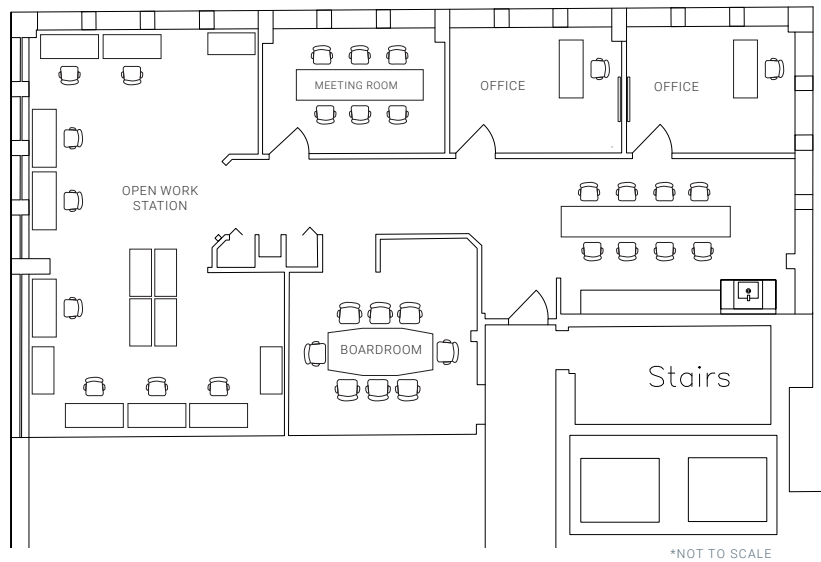 MEETING ROOM
OFFICE
OFFICE
OPEN WORK
STATION
BOARDROOM
Stairs
*NOT TO SCALE